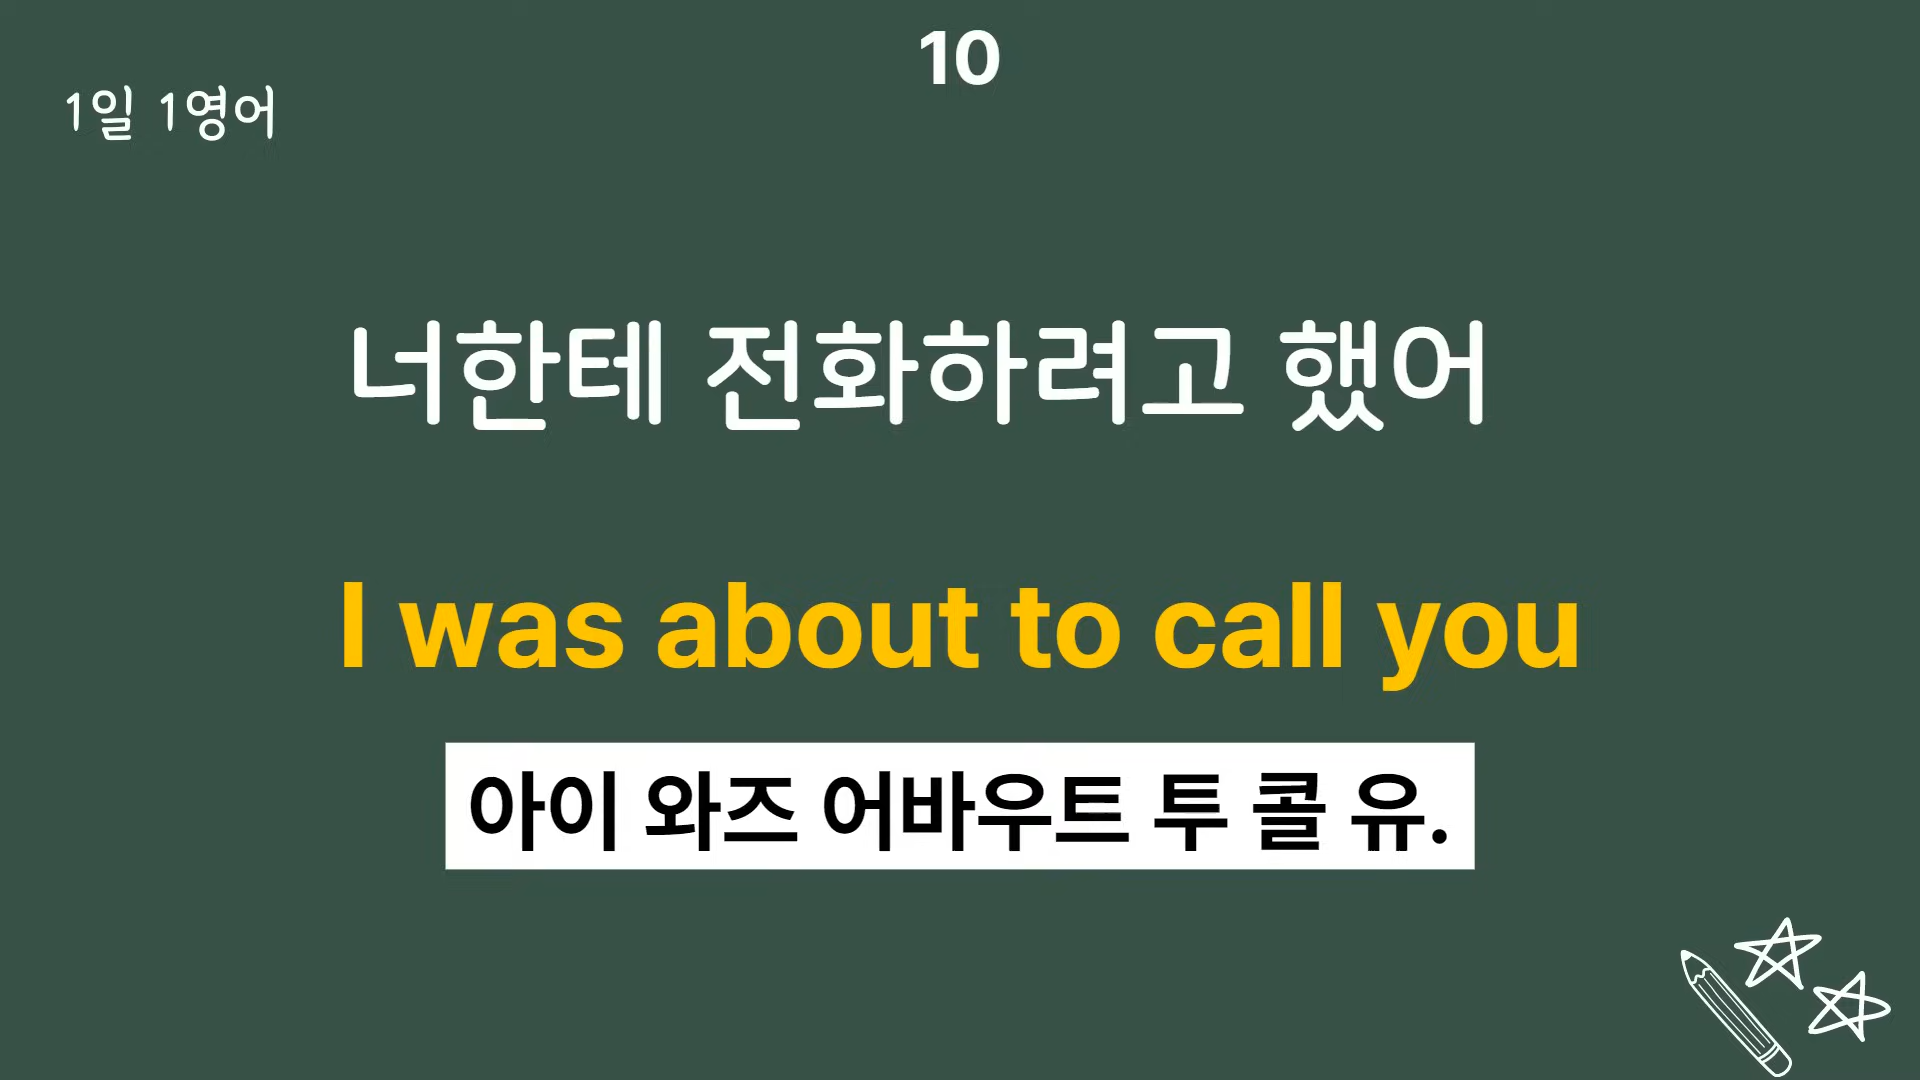 10
1일 1영어
너한테 전화하려고 했어
I was about to call you
아이 와즈 어바우트 투 콜 유.